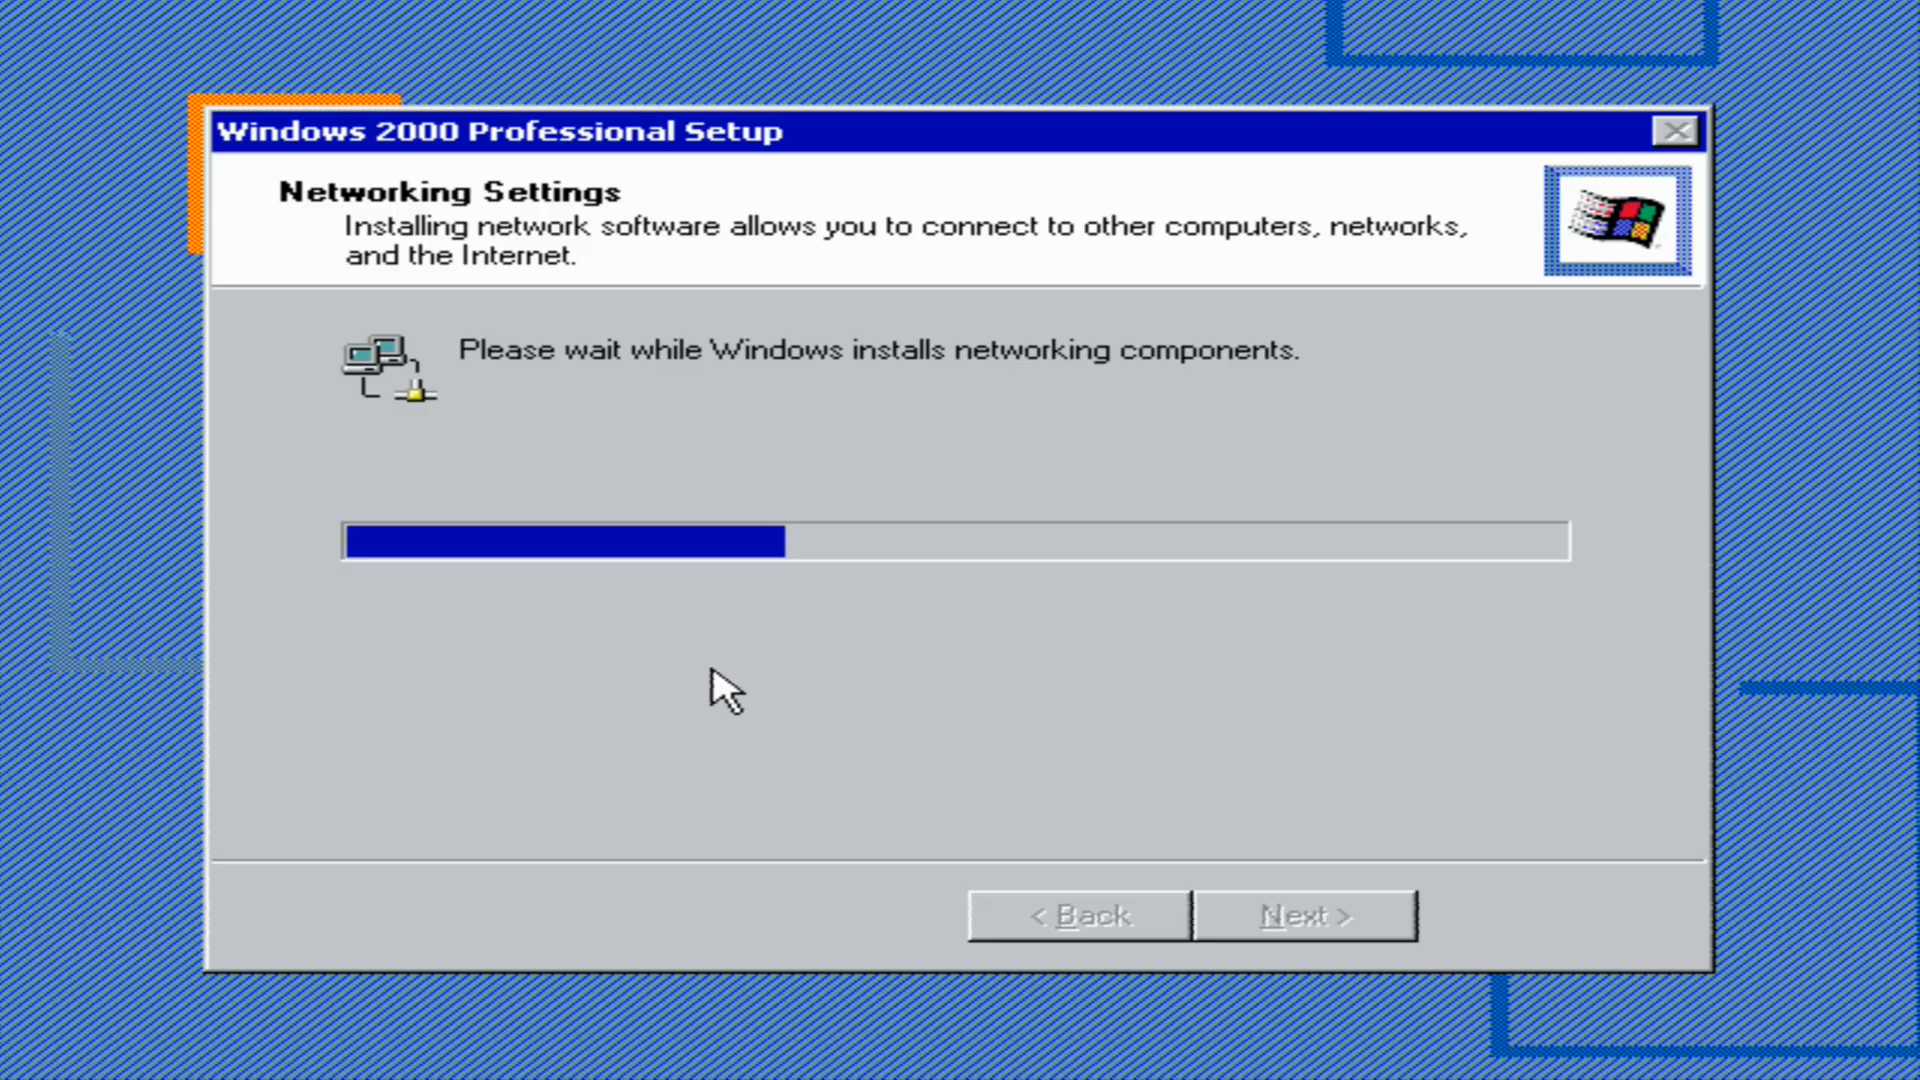 Windows 2000 Professional Setup
Networking Settings
Installing network software allows you to connect to other computers, networks,
and the Internet.
Please wait while Windows installs networking components.
< Back
Next >